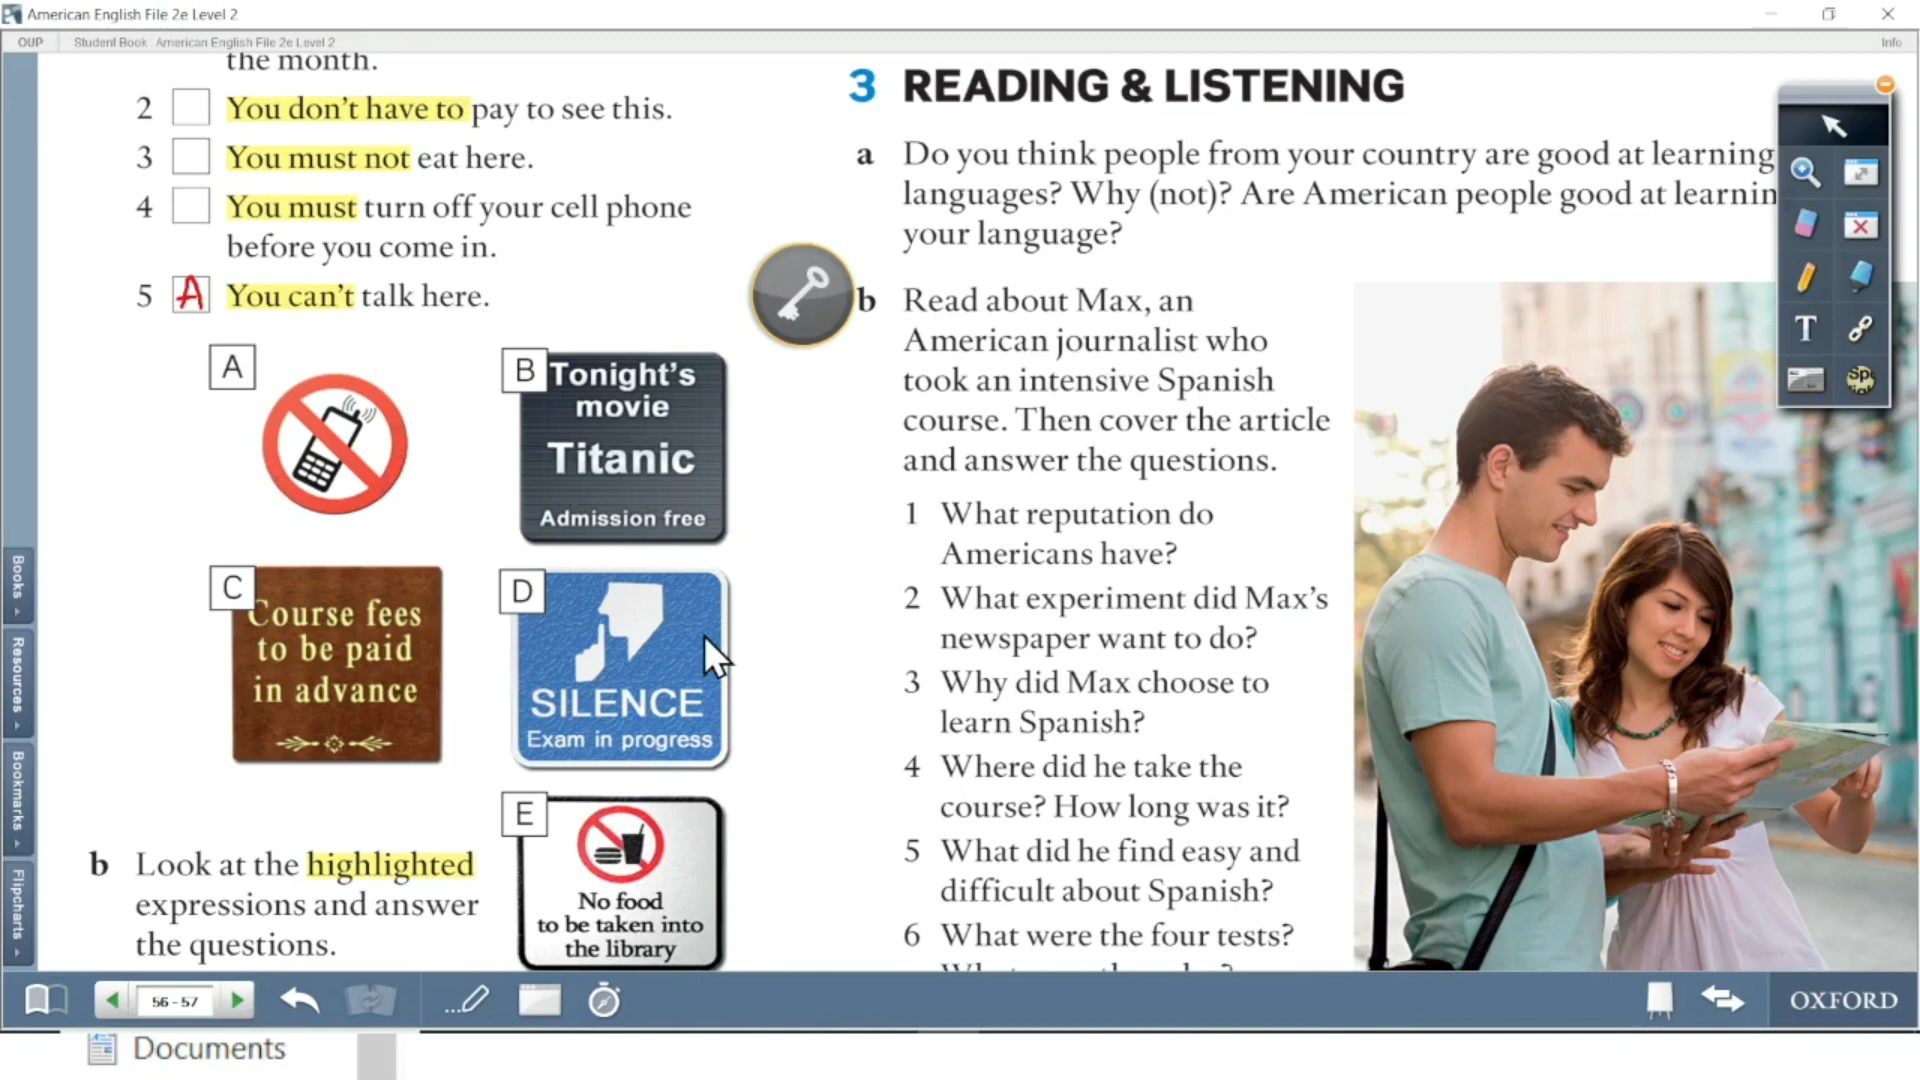 American English File 2e Level 2
OUP
Student Book : American English File 2e Level 2
Info
the month.
2 You don't have to pay to see this.
3 You must not eat here.
4 You must turn off your cell phone
before you come in.
5 A You can't talk here.
A
B Tonight's
movie
Titanic
Admission free
C
Course fees
to be paid
in advance
D
SILENCE
Exam in progress
E
No food
to be taken into
the library
b Look at the highlighted
expressions and answer
the questions.
3 READING & LISTENING
a Do you think people from your country are good at learning
languages? Why (not)? Are American people good at learnin
your language?
b Read about Max, an
American journalist who
took an intensive Spanish
course. Then cover the article
and answer the questions.
1 What reputation do
Americans have?
2 What experiment did Max's
newspaper want to do?
3 Why did Max choose to
learn Spanish?
4 Where did he take the
course? How long was it?
5 What did he find easy and
difficult about Spanish?
6 What were the four tests?
T
Books
Resources
Bookmarks
Flipcharts
56 - 57
OXFORD
Documents